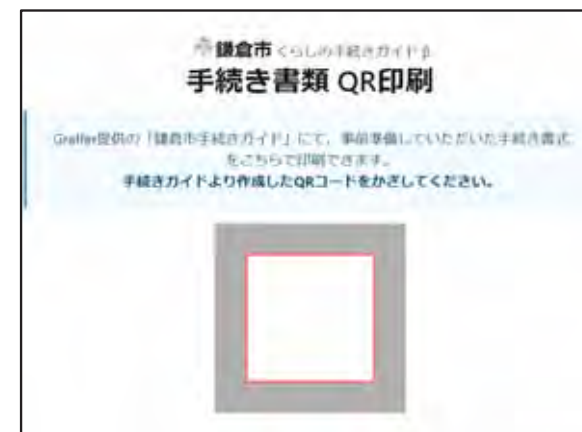 鎌倉市 くらしの手続きガイドβ
手続き書類 QR印刷
Graffer提供の「鎌倉市手続きガイド」にて、事前準備していただいた手続き書式
をこちらで印刷できます。
手続きガイドより作成したQRコードをかざしてください。